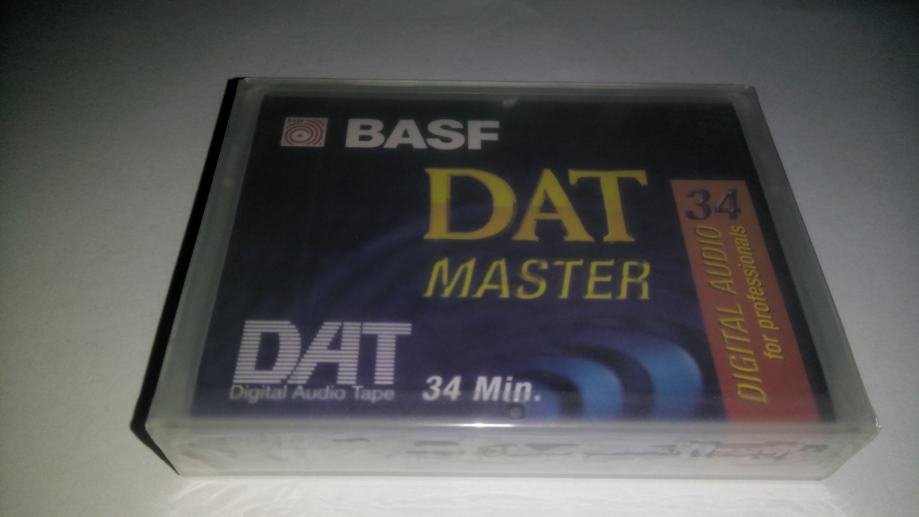 BASF
DAT
MASTER
34
DIGITAL AUDIO
for professionals
DAT
Digital Audio Tape
34 Min.